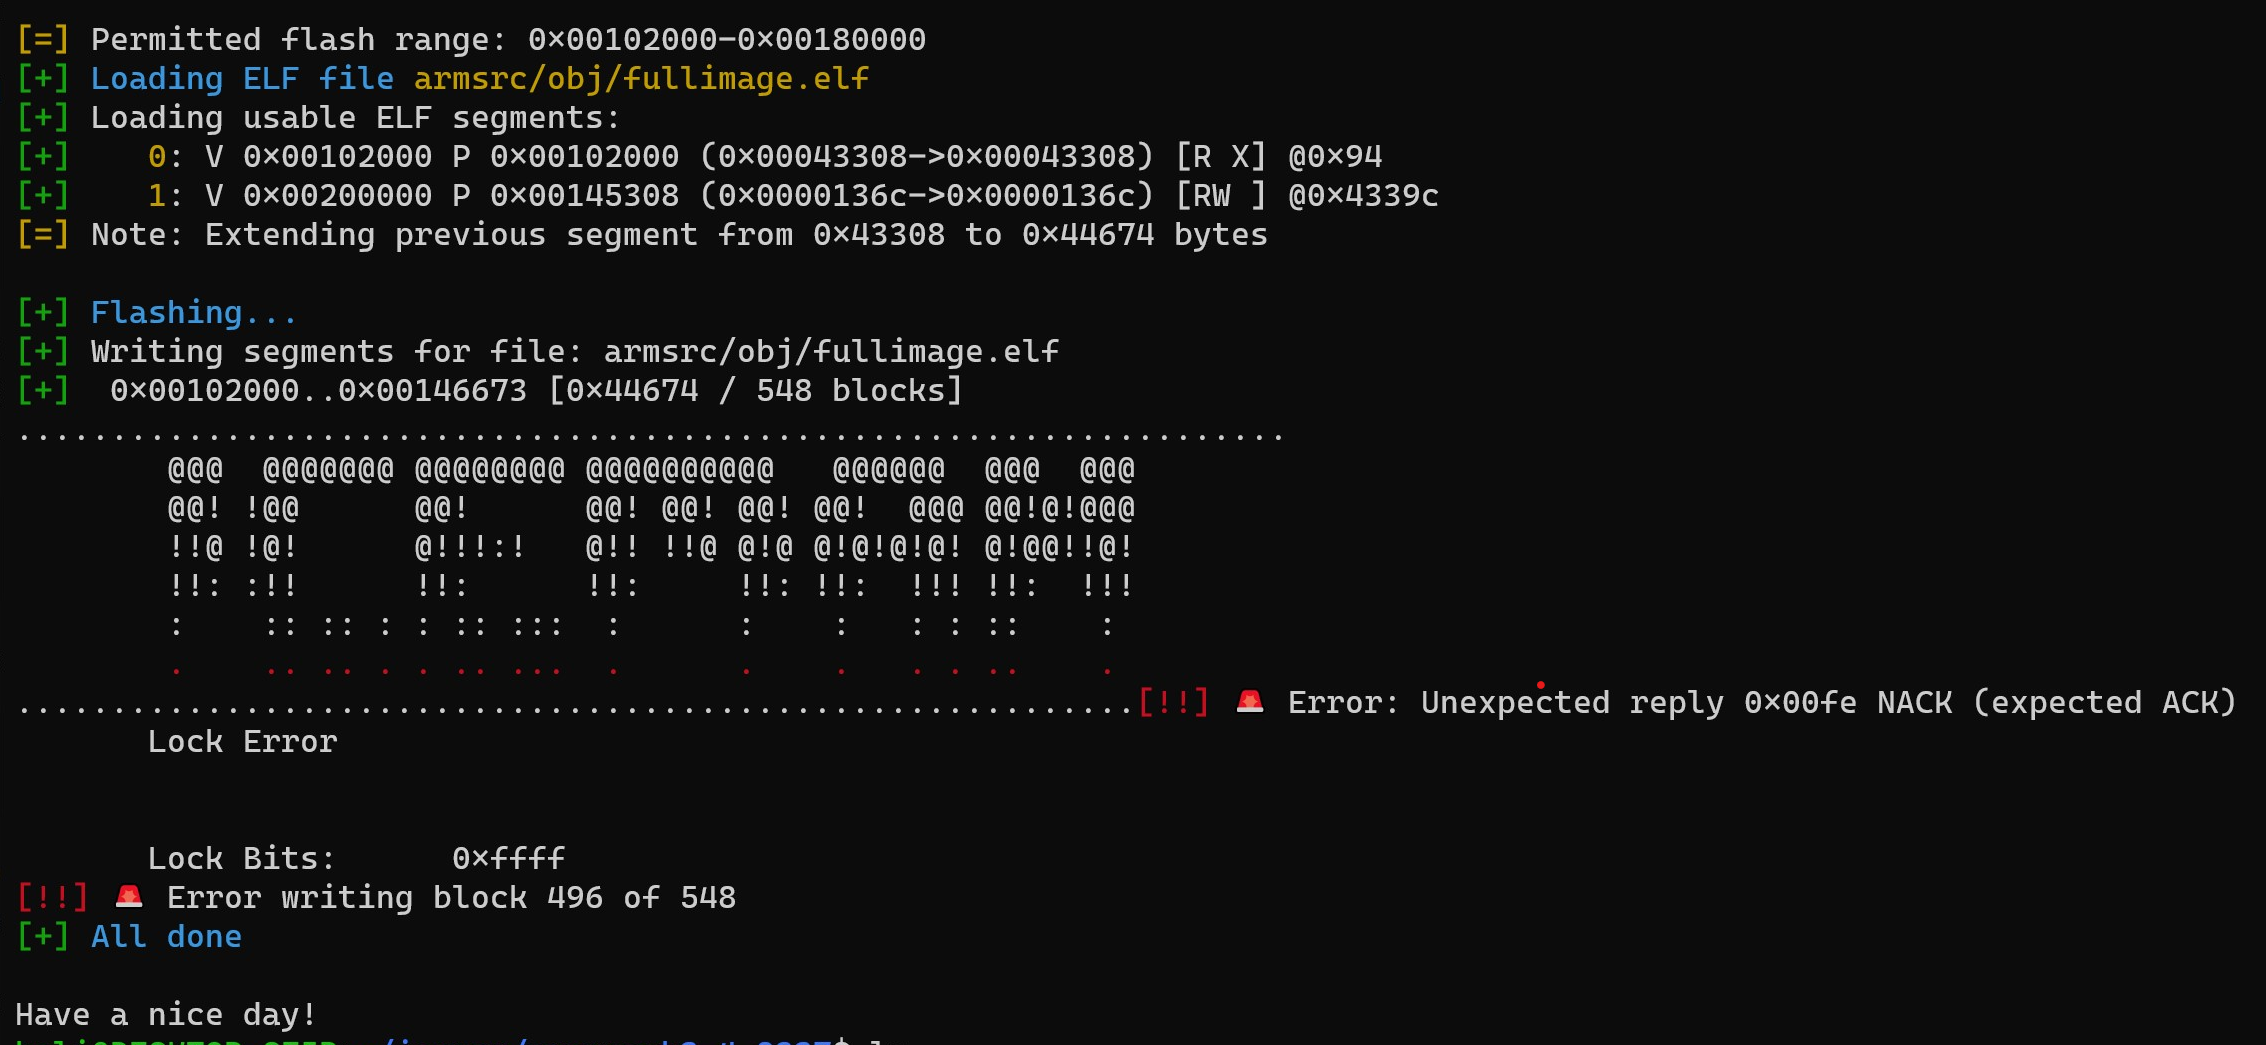 [=] Permitted flash range: 0x00102000-0x00180000
[+] Loading ELF file armsrc/obj/fullimage.elf
[+] Loading usable ELF segments:
[+]    0: V 0x00102000 P 0x00102000 (0x00043308->0x00043308) [R X] @0x94
[+]    1: V 0x00200000 P 0x00145308 (0x0000136c->0x0000136c) [RW ] @0x4339c
[=] Note: Extending previous segment from 0x43308 to 0x44674 bytes
[+] Flashing...
[+] Writing segments for file: armsrc/obj/fullimage.elf
[+]  0x00102000..0x00146673 [0x44674 / 548 blocks]
...................................................................
        @@@  @@@@@@@ @@@@@@@@ @@@@@@@@@@   @@@@@@  @@@  @@@
        @@! !@@      @@!      @@! @@! @@! @@!  @@@ @@!@!@@@
        !!@ !@!      @!!!:!   @!! !!@ @!@ @!@!@!@! @!@@!!@!
        !!: :!!      !!:      !!:     !!: !!:  !!! !!:  !!!
        :    :: :: : : :: :::  :      :    :   : : ::    :
        .    .. .. . . .. ...  .      .    .   . . ..    .
...........................................................[!!] 🚨 Error: Unexpected reply 0x00fe NACK (expected ACK)
       Lock Error
       Lock Bits:      0xffff
[!!] 🚨 Error writing block 496 of 548
[+] All done
Have a nice day!